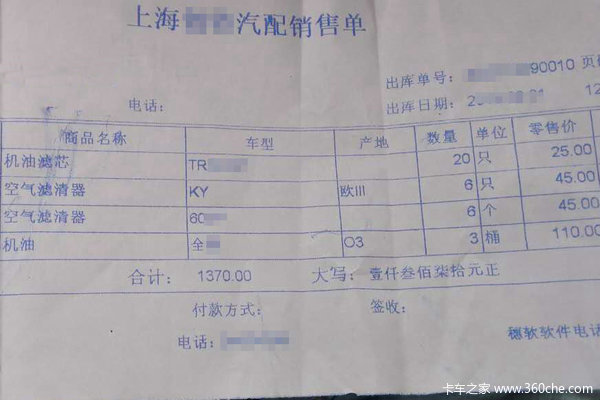 上海 汽配销售单
出库单号： 90010 页
电话： 出库日期： 2 12
商品名称 车型 产地 数量 单位 零售价
机油滤芯 TR 20 只 25.00
空气滤清器 KY 欧III 6 只 45.00
空气滤清器 60 6 个 45.00
机油 全 O3 3 桶 110.00
合计： 1370.00 大写： 壹仟叁佰柒拾元正
付款方式： 签收：
电话： 穗软软件电话
卡车之家 www.360che.com